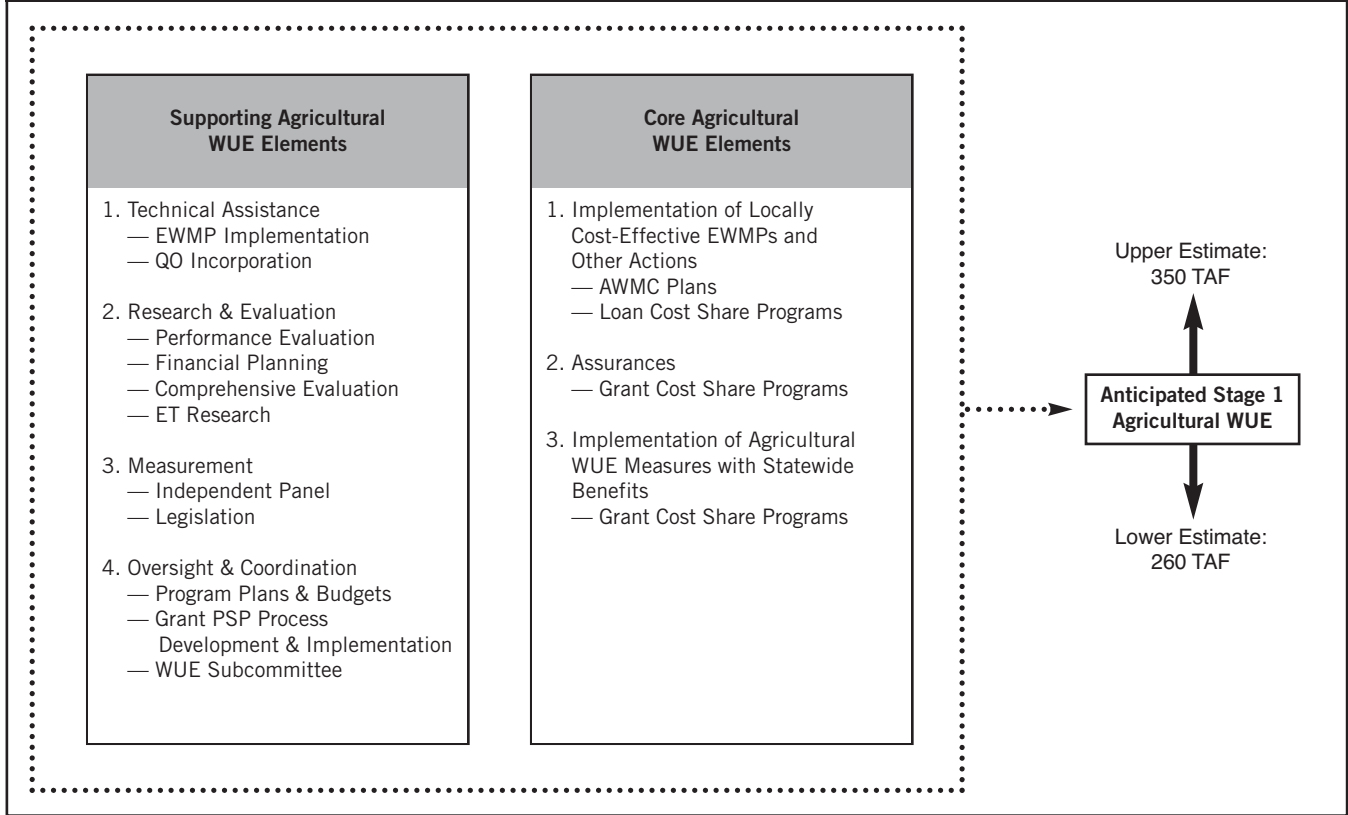 Supporting Agricultural
WUE Elements
1. Technical Assistance
— EWMP Implementation
— QO Incorporation
2. Research & Evaluation
— Performance Evaluation
— Financial Planning
— Comprehensive Evaluation
— ET Research
3. Measurement
— Independent Panel
— Legislation
4. Oversight & Coordination
— Program Plans & Budgets
— Grant PSP Process
Development & Implementation
— WUE Subcommittee
Core Agricultural
WUE Elements
1. Implementation of Locally
Cost-Effective EWMPs and
Other Actions
— AWMC Plans
— Loan Cost Share Programs
2. Assurances
— Grant Cost Share Programs
3. Implementation of Agricultural
WUE Measures with Statewide
Benefits
— Grant Cost Share Programs
Upper Estimate:
350 TAF
Anticipated Stage 1
Agricultural WUE
Lower Estimate:
260 TAF